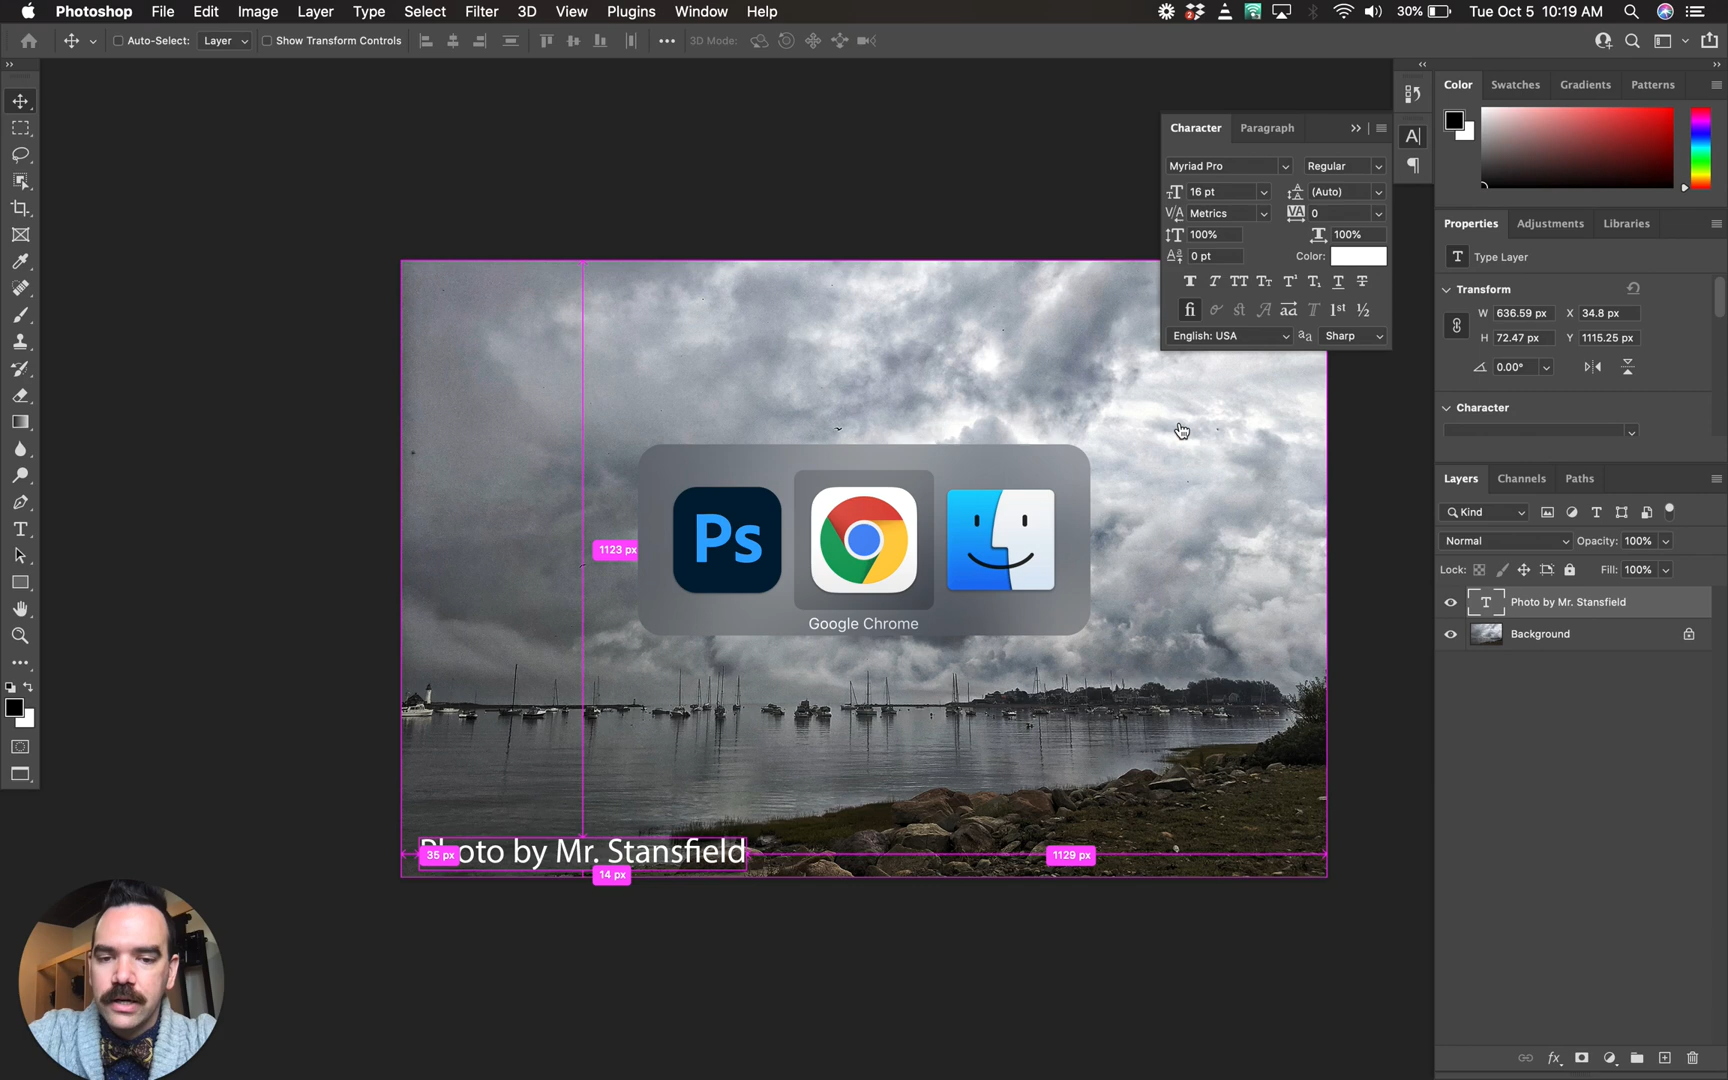 Photoshop File Edit Image Layer Type Select Filter 3D View Plugins Window Help 2 30% Tue Oct 5 10:19 AM
Auto-Select: Layer Show Transform Controls 3D Mode:
Color Swatches Gradients Patterns
Character Paragraph
Myriad Pro Regular
16 pt (Auto)
Metrics 0
100% 100%
0 pt Color:
English: USA Sharp
Properties Adjustments Libraries
Type Layer
Transform
W 636.59 px X 34.8 px
H 72.47 px Y 1115.25 px
0.00°
Character
Layers Channels Paths
Kind
Normal Opacity: 100%
Lock: Fill: 100%
Photo by Mr. Stansfield
Background
1123 px
Ps
Google Chrome
Photo by Mr. Stansfield
35 px
1129 px
14 px
fx